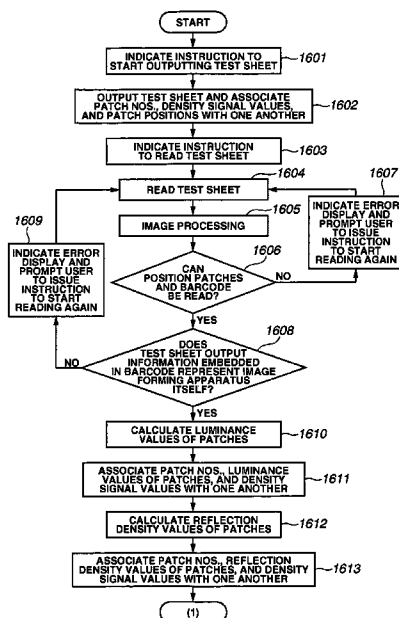 START
INDICATE INSTRUCTION TO
START OUTPUTTING TEST SHEET
1601
OUTPUT TEST SHEET AND ASSOCIATE
PATCH NOS., DENSITY SIGNAL VALUES,
AND PATCH POSITIONS WITH ONE ANOTHER
1602
INDICATE INSTRUCTION
TO READ TEST SHEET
1603
1604
READ TEST SHEET
1607
INDICATE ERROR
DISPLAY AND
PROMPT USER
TO ISSUE
INSTRUCTION
TO START
READING AGAIN
1605
IMAGE PROCESSING
1609
INDICATE ERROR
DISPLAY AND
PROMPT USER
TO ISSUE
INSTRUCTION
TO START
READING AGAIN
1606
CAN
POSITION PATCHES
AND BARCODE
BE READ?
NO
YES
1608
DOES
TEST SHEET OUTPUT
INFORMATION EMBEDDED
IN BARCODE REPRESENT IMAGE
FORMING APPARATUS
ITSELF?
NO
YES
CALCULATE LUMINANCE
VALUES OF PATCHES
1610
ASSOCIATE PATCH NOS., LUMINANCE
VALUES OF PATCHES, AND DENSITY
SIGNAL VALUES WITH ONE ANOTHER
1611
CALCULATE REFLECTION
DENSITY VALUES OF PATCHES
1612
ASSOCIATE PATCH NOS., REFLECTION
DENSITY VALUES OF PATCHES, AND DENSITY
SIGNAL VALUES WITH ONE ANOTHER
1613
(1)